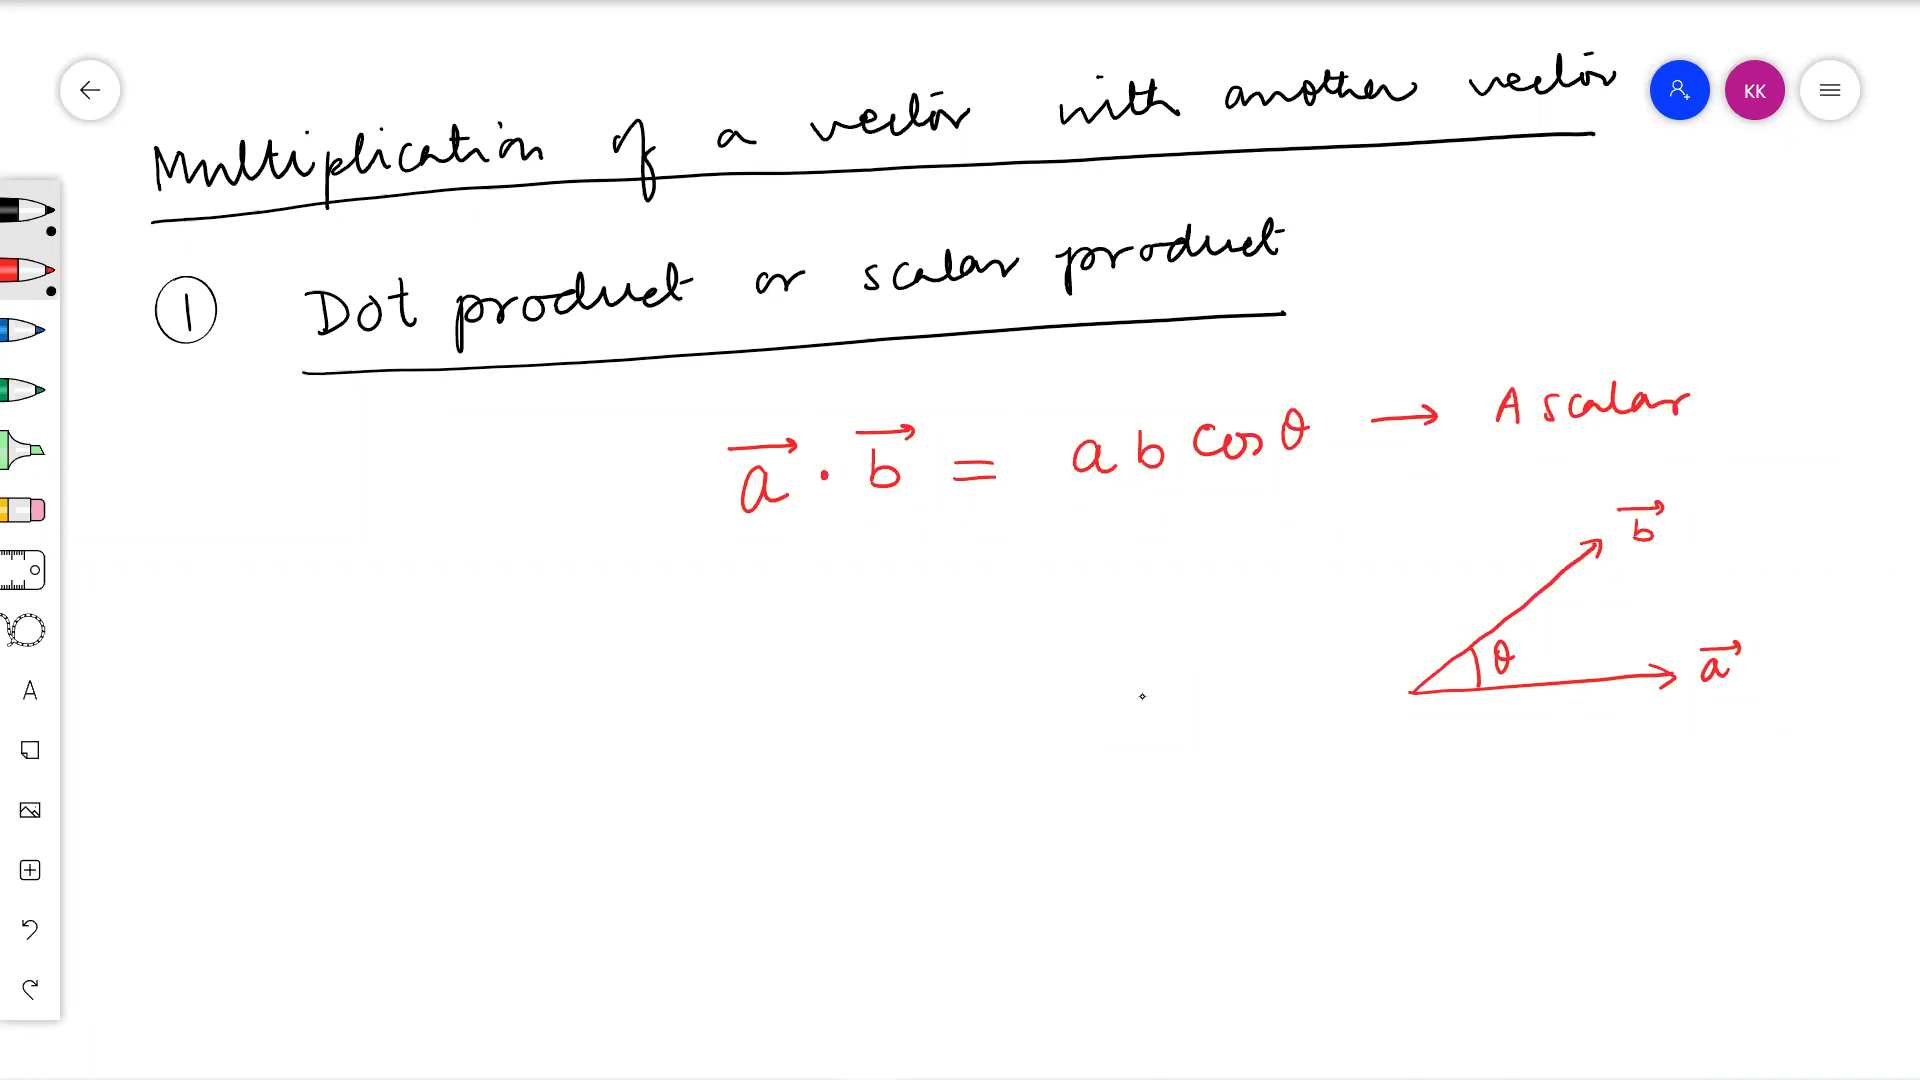 Multiplication of a vector with another vector
KK
① Dot product or scalar product
a⃗ · b⃗ = a b cos θ → A scalar
b⃗
θ
a⃗
A